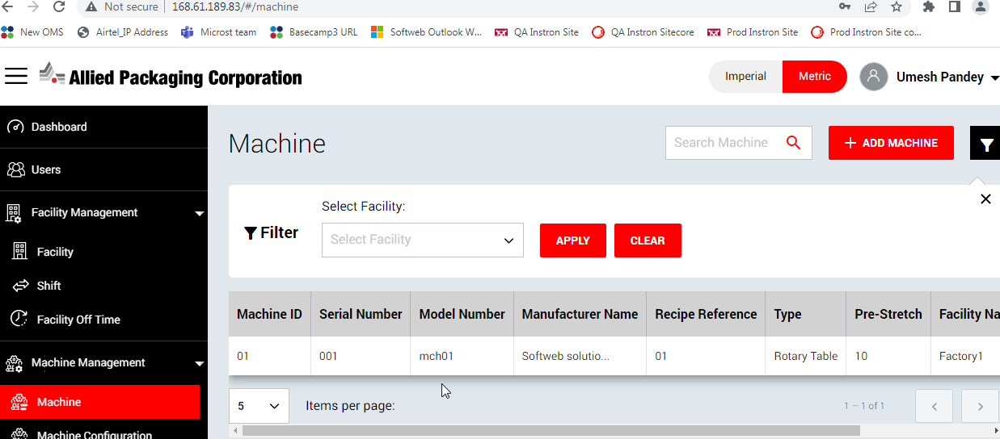 Not secure 168.61.189.83/#/machine
New OMS Airtel_IP Address Microst team Basecamp3 URL Softweb Outlook W... QA Instron Site QA Instron Sitecore Prod Instron Site Prod Instron Site co...
Allied Packaging Corporation
Imperial Metric Umesh Pandey
Dashboard
Users
Facility Management
Facility
Shift
Facility Off Time
Machine Management
Machine
Machine Configuration
Machine
Search Machine
+ ADD MACHINE
Filter
Select Facility:
Select Facility
APPLY CLEAR
Machine ID Serial Number Model Number Manufacturer Name Recipe Reference Type Pre-Stretch Facility Na
01 001 mch01 Softweb solutio... 01 Rotary Table 10 Factory1
5 Items per page: 1 – 1 of 1